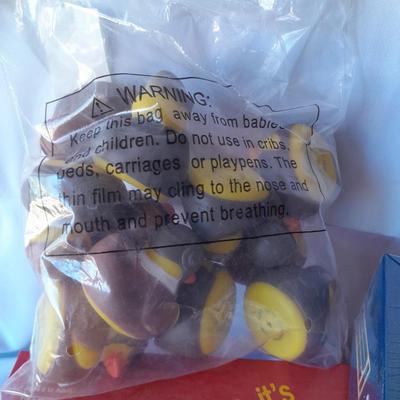 WARNING:
Keep this bag away from babies
and children. Do not use in cribs,
beds, carriages or playpens. The
thin film may cling to the nose and
mouth and prevent breathing.
it's